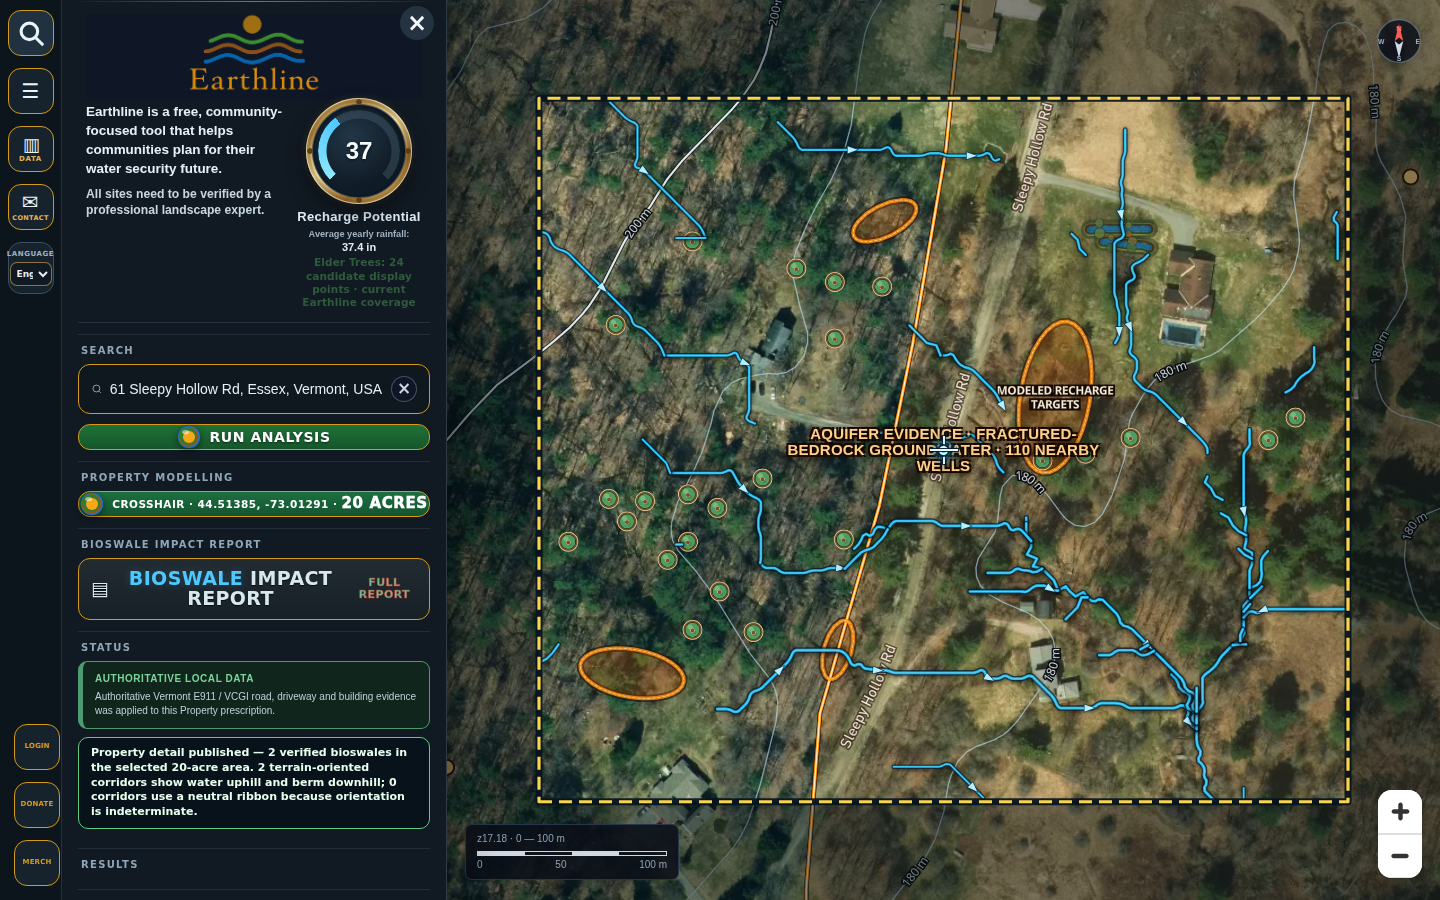 Earthline
Earthline is a free, community-
focused tool that helps
communities plan for their
water security future.
All sites need to be verified by a
professional landscape expert.
37
Recharge Potential
Average yearly rainfall:
37.4 in
Elder Trees: 24
candidate display
points · current
Earthline coverage
DATA
CONTACT
LANGUAGE
Eng
LOGIN
DONATE
MERCH
SEARCH
61 Sleepy Hollow Rd, Essex, Vermont, USA
RUN ANALYSIS
PROPERTY MODELLING
CROSSHAIR · 44.51385, -73.01291 · 20 ACRES
BIOSWALE IMPACT REPORT
BIOSWALE IMPACT
REPORT
FULL
REPORT
STATUS
AUTHORITATIVE LOCAL DATA
Authoritative Vermont E911 / VCGI road, driveway and building evidence
was applied to this Property prescription.
Property detail published — 2 verified bioswales in
the selected 20-acre area. 2 terrain-oriented
corridors show water uphill and berm downhill; 0
corridors use a neutral ribbon because orientation
is indeterminate.
RESULTS
200 m
N
W
E
S
180 m
Sleepy Hollow Rd
200 m
180 m
180 m
MODELED RECHARGE
TARGETS
ollow Rd
AQUIFER EVIDENCE · FRACTURED-
BEDROCK GROUNDWATER · 110 NEARBY
WELLS
180 m
180 m
180 m
Sleepy Hollow Rd
180 m
z17.18 · 0 — 100 m
0
50
100 m